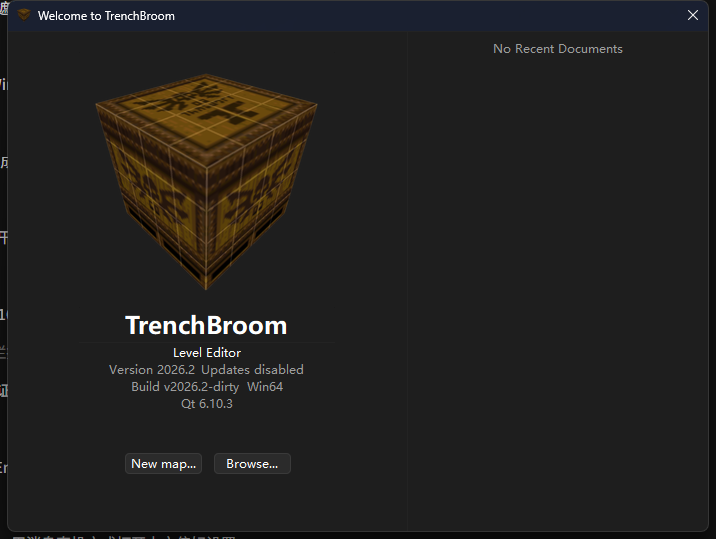 Welcome to TrenchBroom
No Recent Documents
TrenchBroom
Level Editor
Version 2026.2 Updates disabled
Build v2026.2-dirty Win64
Qt 6.10.3
New map...
Browse...